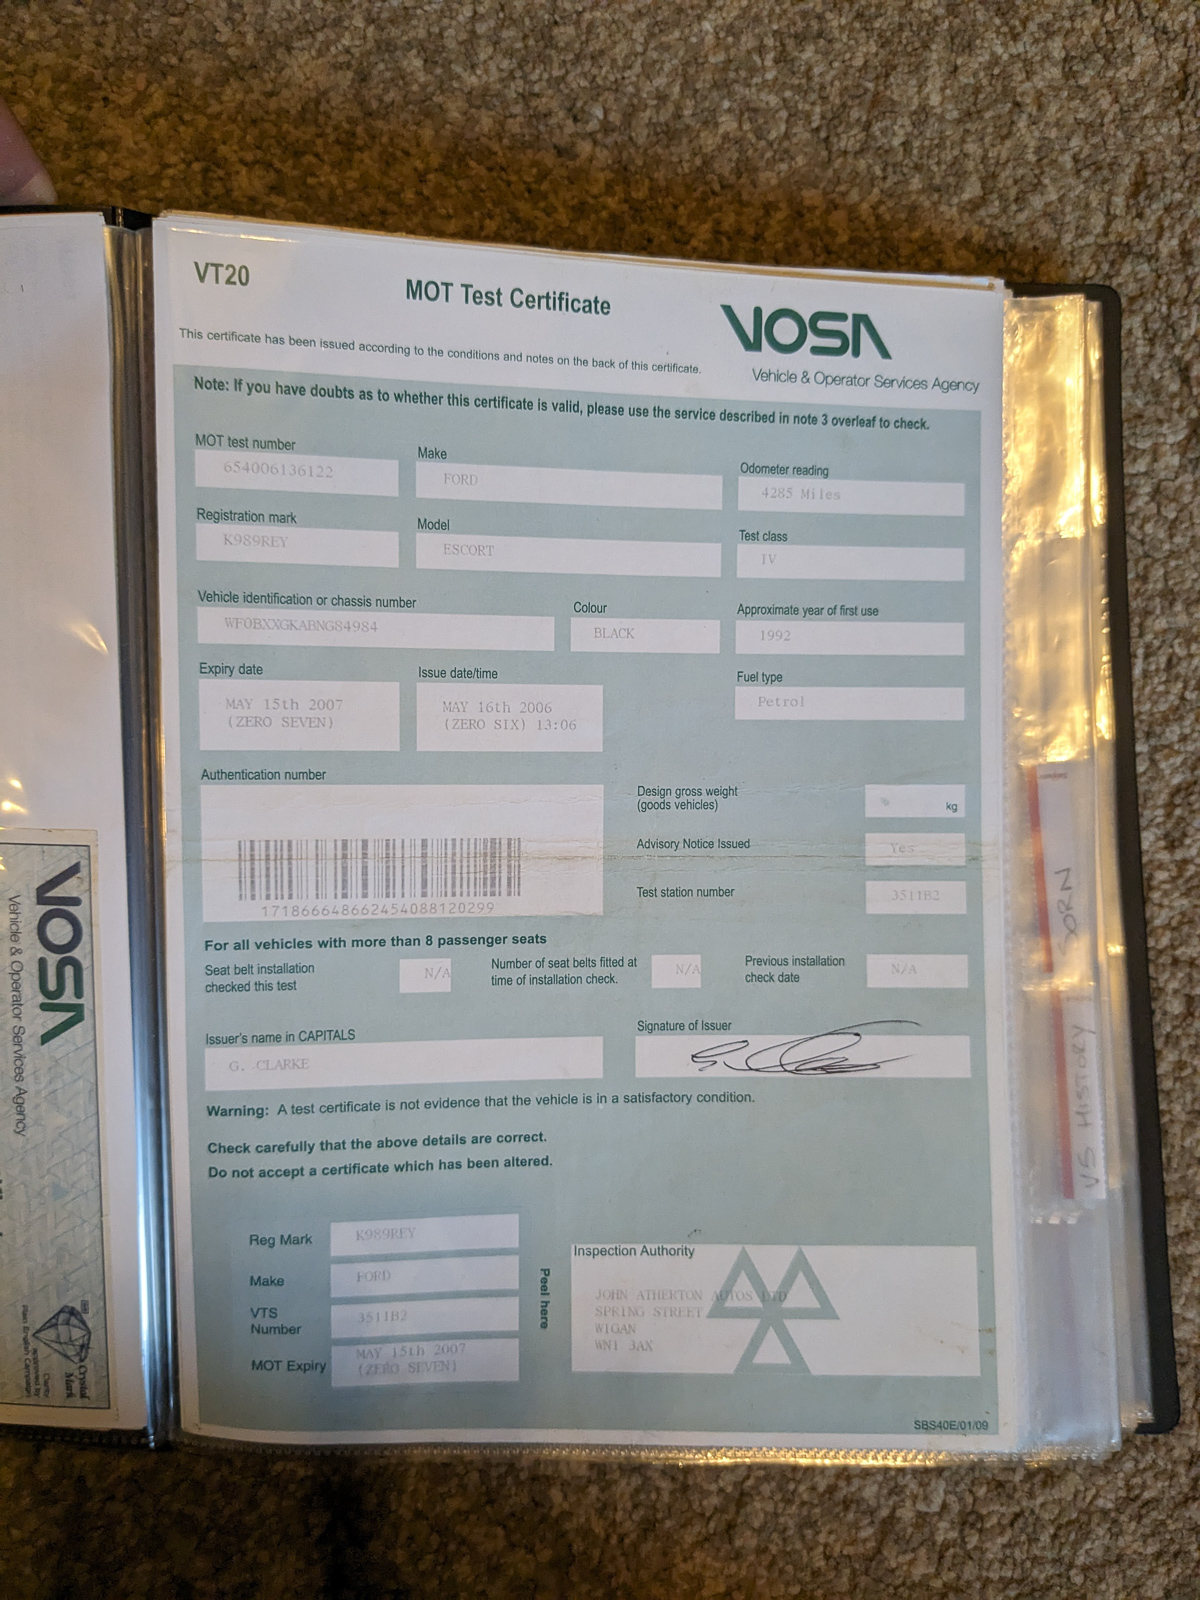 VT20
MOT Test Certificate
VOSA
Vehicle & Operator Services Agency
This certificate has been issued according to the conditions and notes on the back of this certificate.
Note: If you have doubts as to whether this certificate is valid, please use the service described in note 3 overleaf to check.
MOT test number
654006136122
Make
FORD
Odometer reading
4285 Miles
Registration mark
K989REY
Model
ESCORT
Test class
IV
Vehicle identification or chassis number
WF0BXXGKABNG84984
Colour
BLACK
Approximate year of first use
1992
Expiry date
MAY 15th 2007
(ZERO SEVEN)
Issue date/time
MAY 16th 2006
(ZERO SIX) 13:06
Fuel type
Petrol
Authentication number
171866648662454088120299
Design gross weight
(goods vehicles)
kg
Advisory Notice Issued
Yes
Test station number
3511B2
For all vehicles with more than 8 passenger seats
Seat belt installation
checked this test
N/A
Number of seat belts fitted at
time of installation check.
N/A
Previous installation
check date
N/A
Issuer's name in CAPITALS
G. CLARKE
Signature of Issuer
Warning: A test certificate is not evidence that the vehicle is in a satisfactory condition.
Check carefully that the above details are correct.
Do not accept a certificate which has been altered.
Reg Mark
K989REY
Make
FORD
VTS
Number
3511B2
MOT Expiry
MAY 15th 2007
(ZERO SEVEN)
Peel here
Inspection Authority
JOHN ATHERTON AUTOS LTD
SPRING STREET
WIGAN
WN1 3AX
SBS40E/01/09
VOSA
Vehicle & Operator Services Agency
Crystal
Mark
Clarity
approved by
Plain English Campaign
SORN
V5 HISTORY